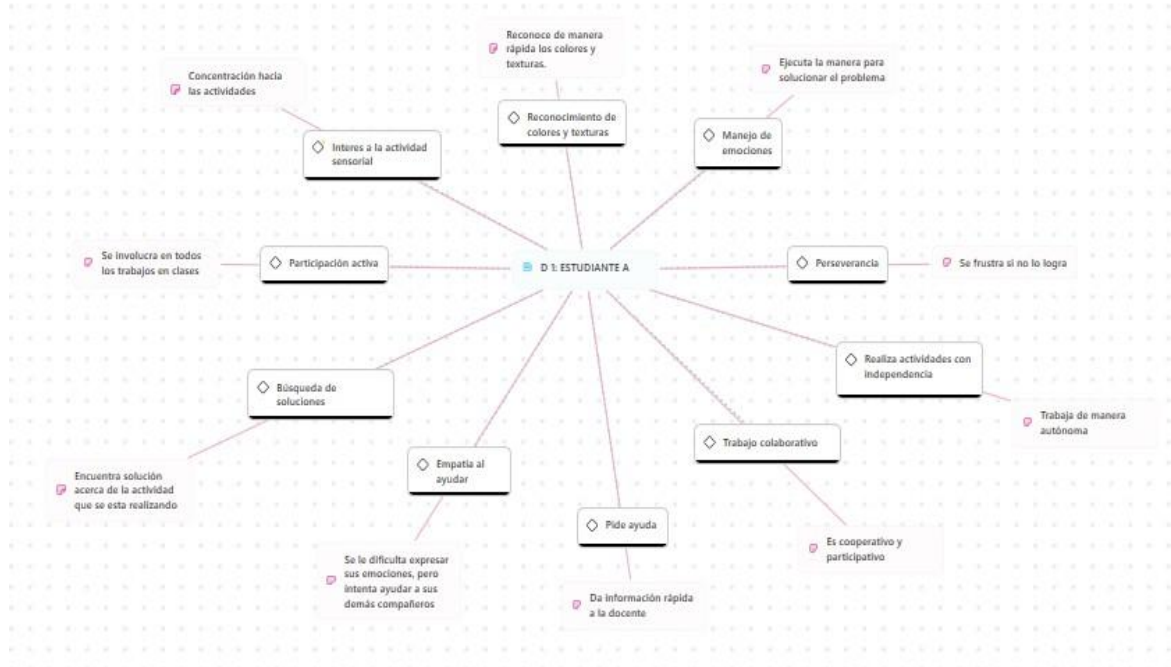 Reconoce de manera
rápida los colores y
texturas.
Concentración hacia
las actividades
Ejecuta la manera para
solucionar el problema
Reconocimiento de
colores y texturas
Interes a la actividad
sensorial
Manejo de
emociones
Se involucra en todos
los trabajos en clases
Participación activa
D 1: ESTUDIANTE A
Perseverancia
Se frustra si no lo logra
Realiza actividades con
independencia
Búsqueda de
soluciones
Trabaja de manera
autónoma
Trabajo colaborativo
Empatía al
ayudar
Encuentra solución
acerca de la actividad
que se esta realizando
Pide ayuda
Es cooperativo y
participativo
Se le dificulta expresar
sus emociones, pero
intenta ayudar a sus
demás compañeros
Da información rápida
a la docente